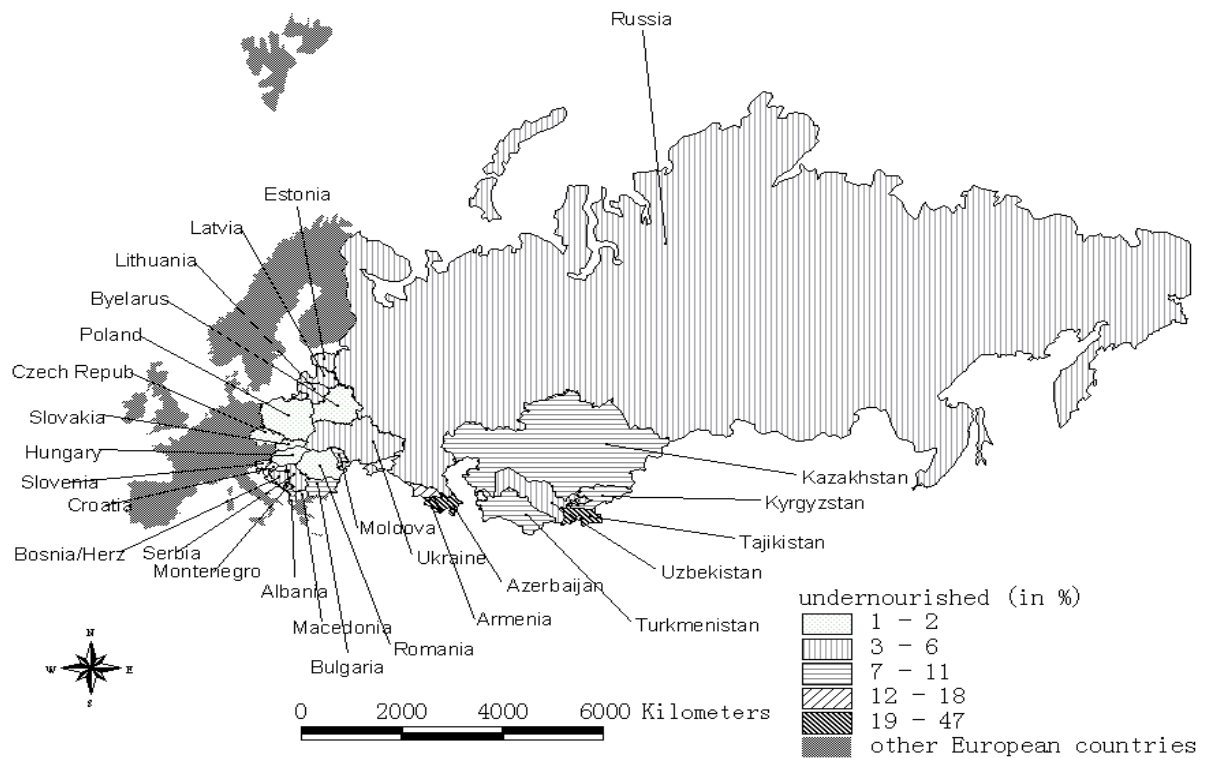 Russia
Estonia
Latvia
Lithuania
Byelarus
Poland
Czech Repub
Slovakia
Hungary
Slovenia
Croatia
Bosnia/Herz
Serbia
Montenegro
Albania
Macedonia
Bulgaria
Romania
Moldova
Ukraine
Armenia
Azerbaijan
Turkmenistan
Uzbekistan
Tajikistan
Kyrgyzstan
Kazakhstan
N
W E
S
0 2000 4000 6000 Kilometers
undernourished (in %)
1 - 2
3 - 6
7 - 11
12 - 18
19 - 47
other European countries